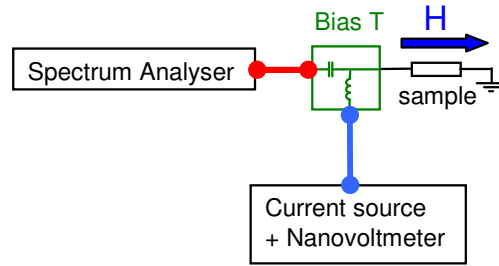 Bias T
H
Spectrum Analyser
sample
Current source
+ Nanovoltmeter